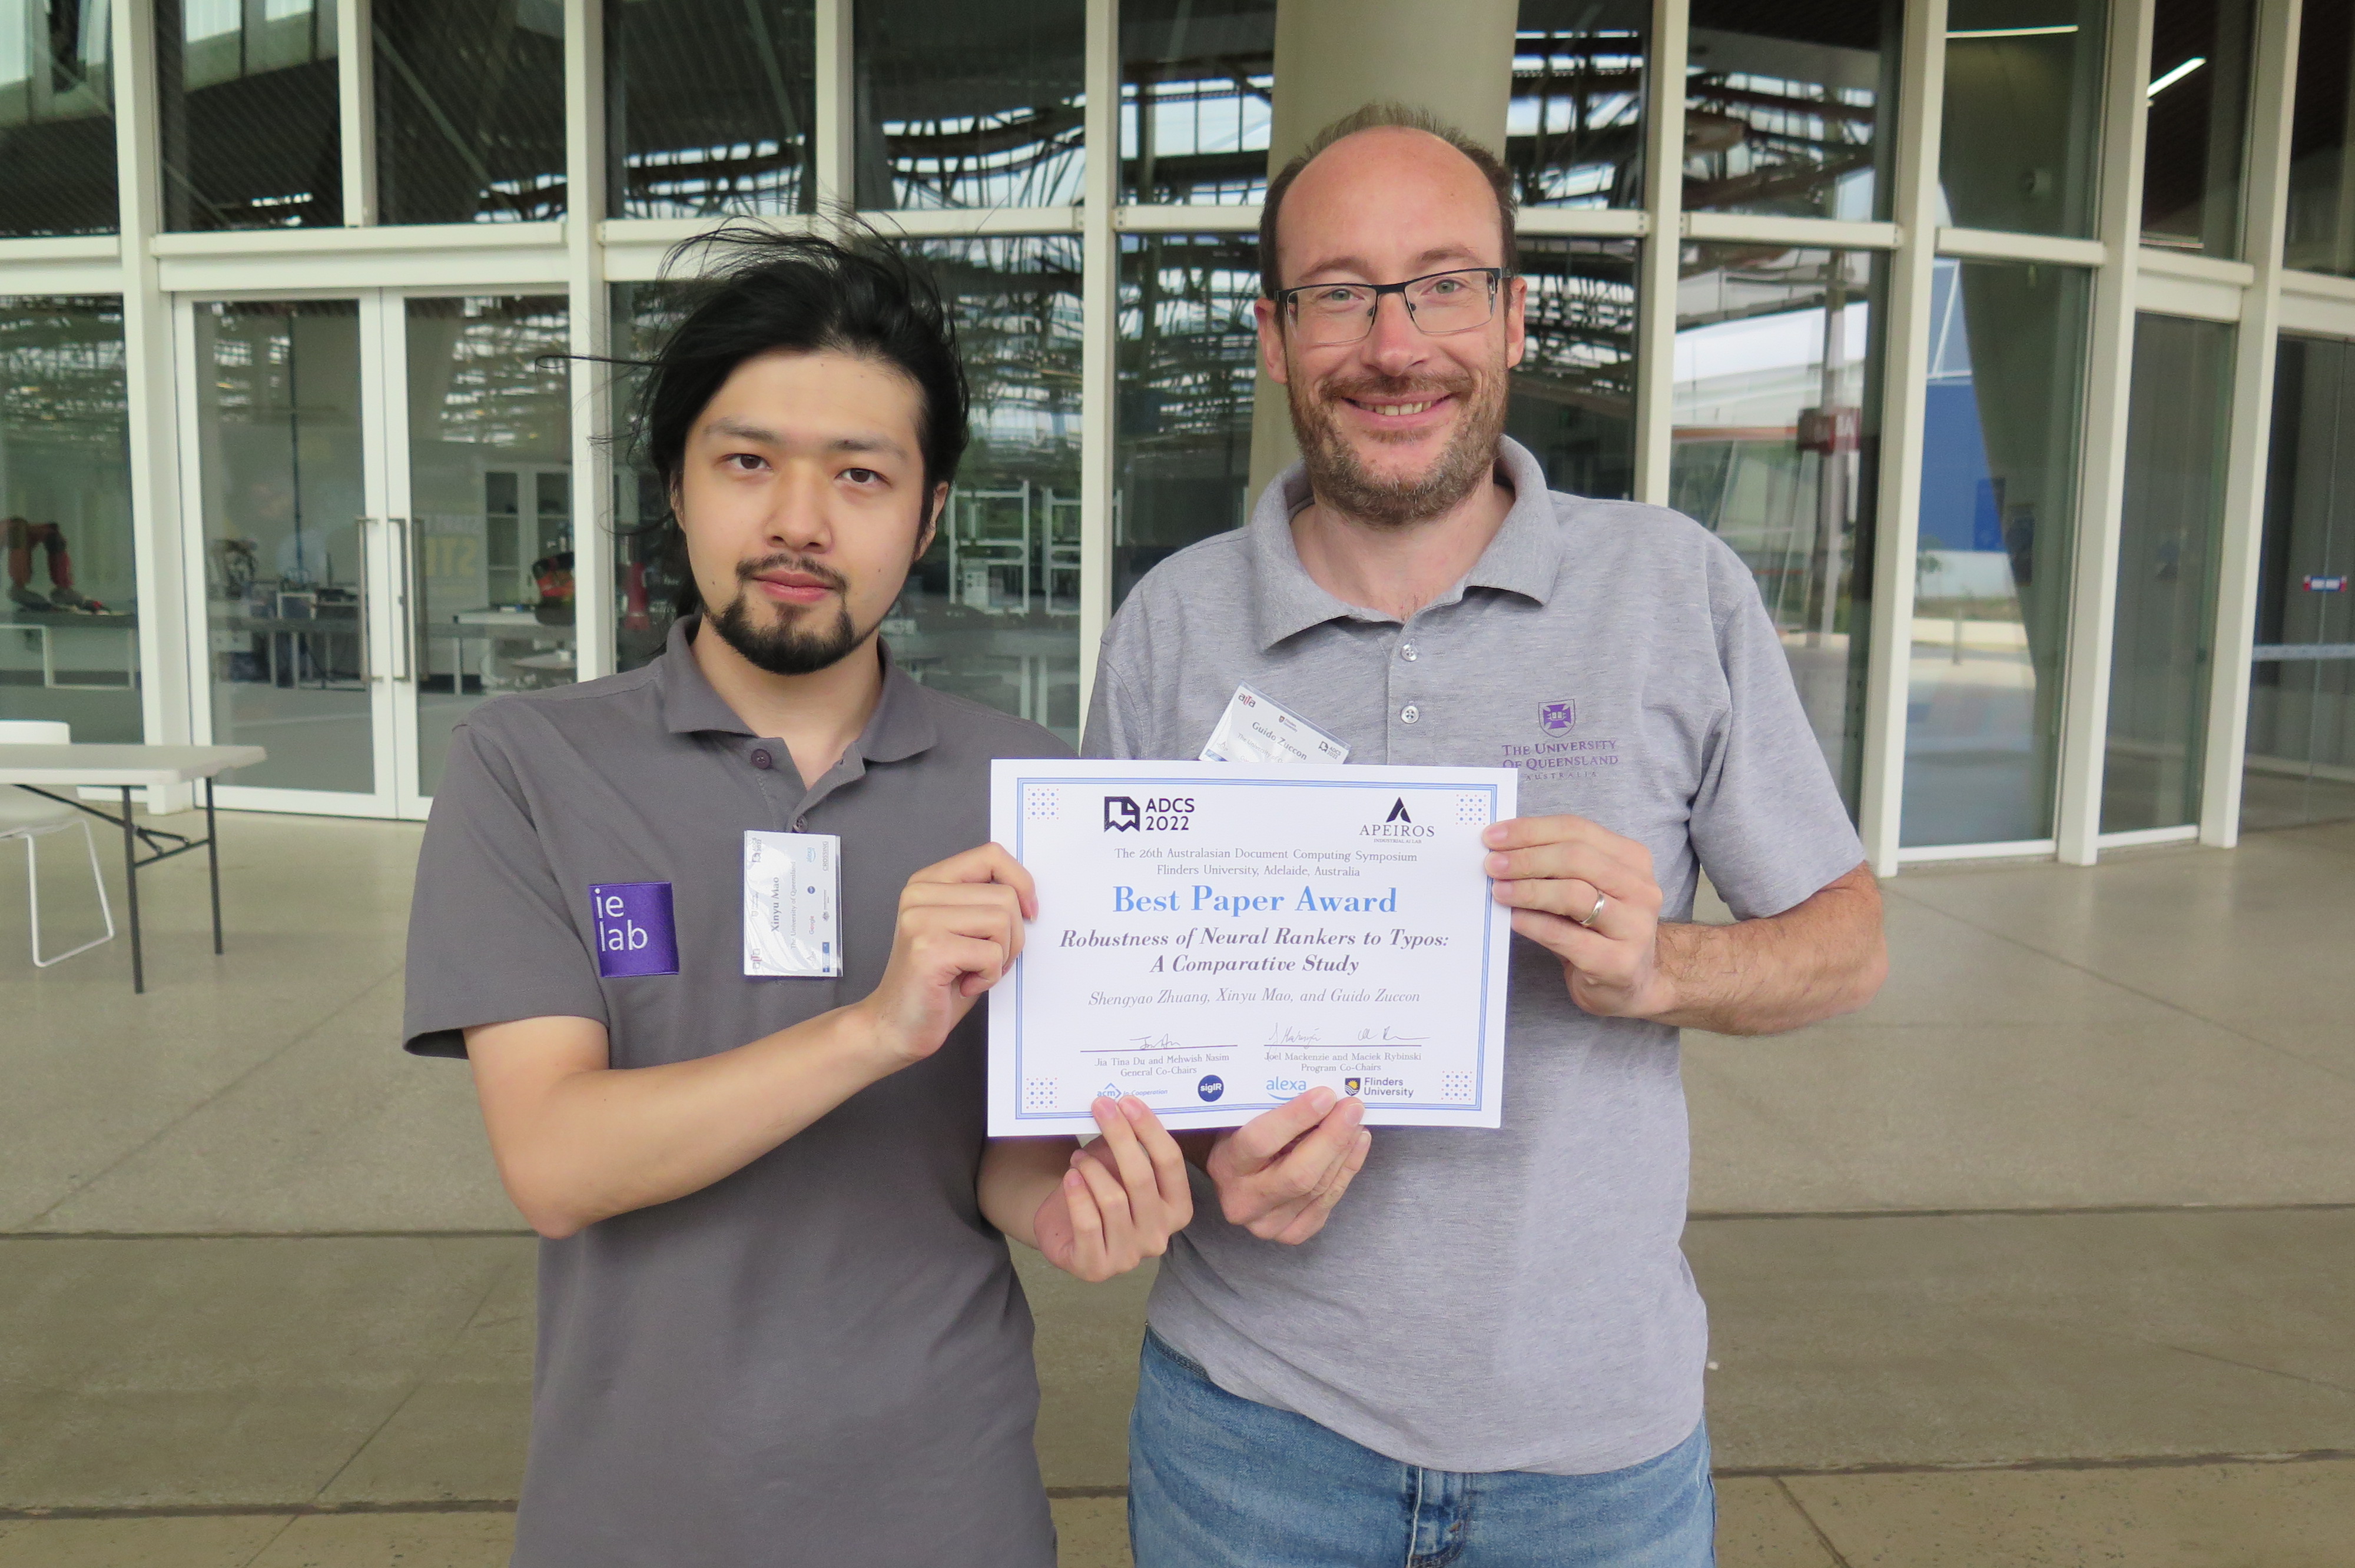 ADCS
2022
APEIROS
INDUSTRIAL AI LAB
The 26th Australasian Document Computing Symposium
Flinders University, Adelaide, Australia
Best Paper Award
Robustness of Neural Rankers to Typos:
A Comparative Study
Shengyao Zhuang, Xinyu Mao, and Guido Zuccon
Jia Tina Du and Mehwish Nasim
General Co-Chairs
Joel Mackenzie and Maciek Rybinski
Program Co-Chairs
acm In-Cooperation
sigIR
alexa
Flinders
University
ie
lab
Xinyu Mao
The University of Queensland
Google
alta
Guido Zuccon
ADCS
THE UNIVERSITY
OF QUEENSLAND
AUSTRALIA